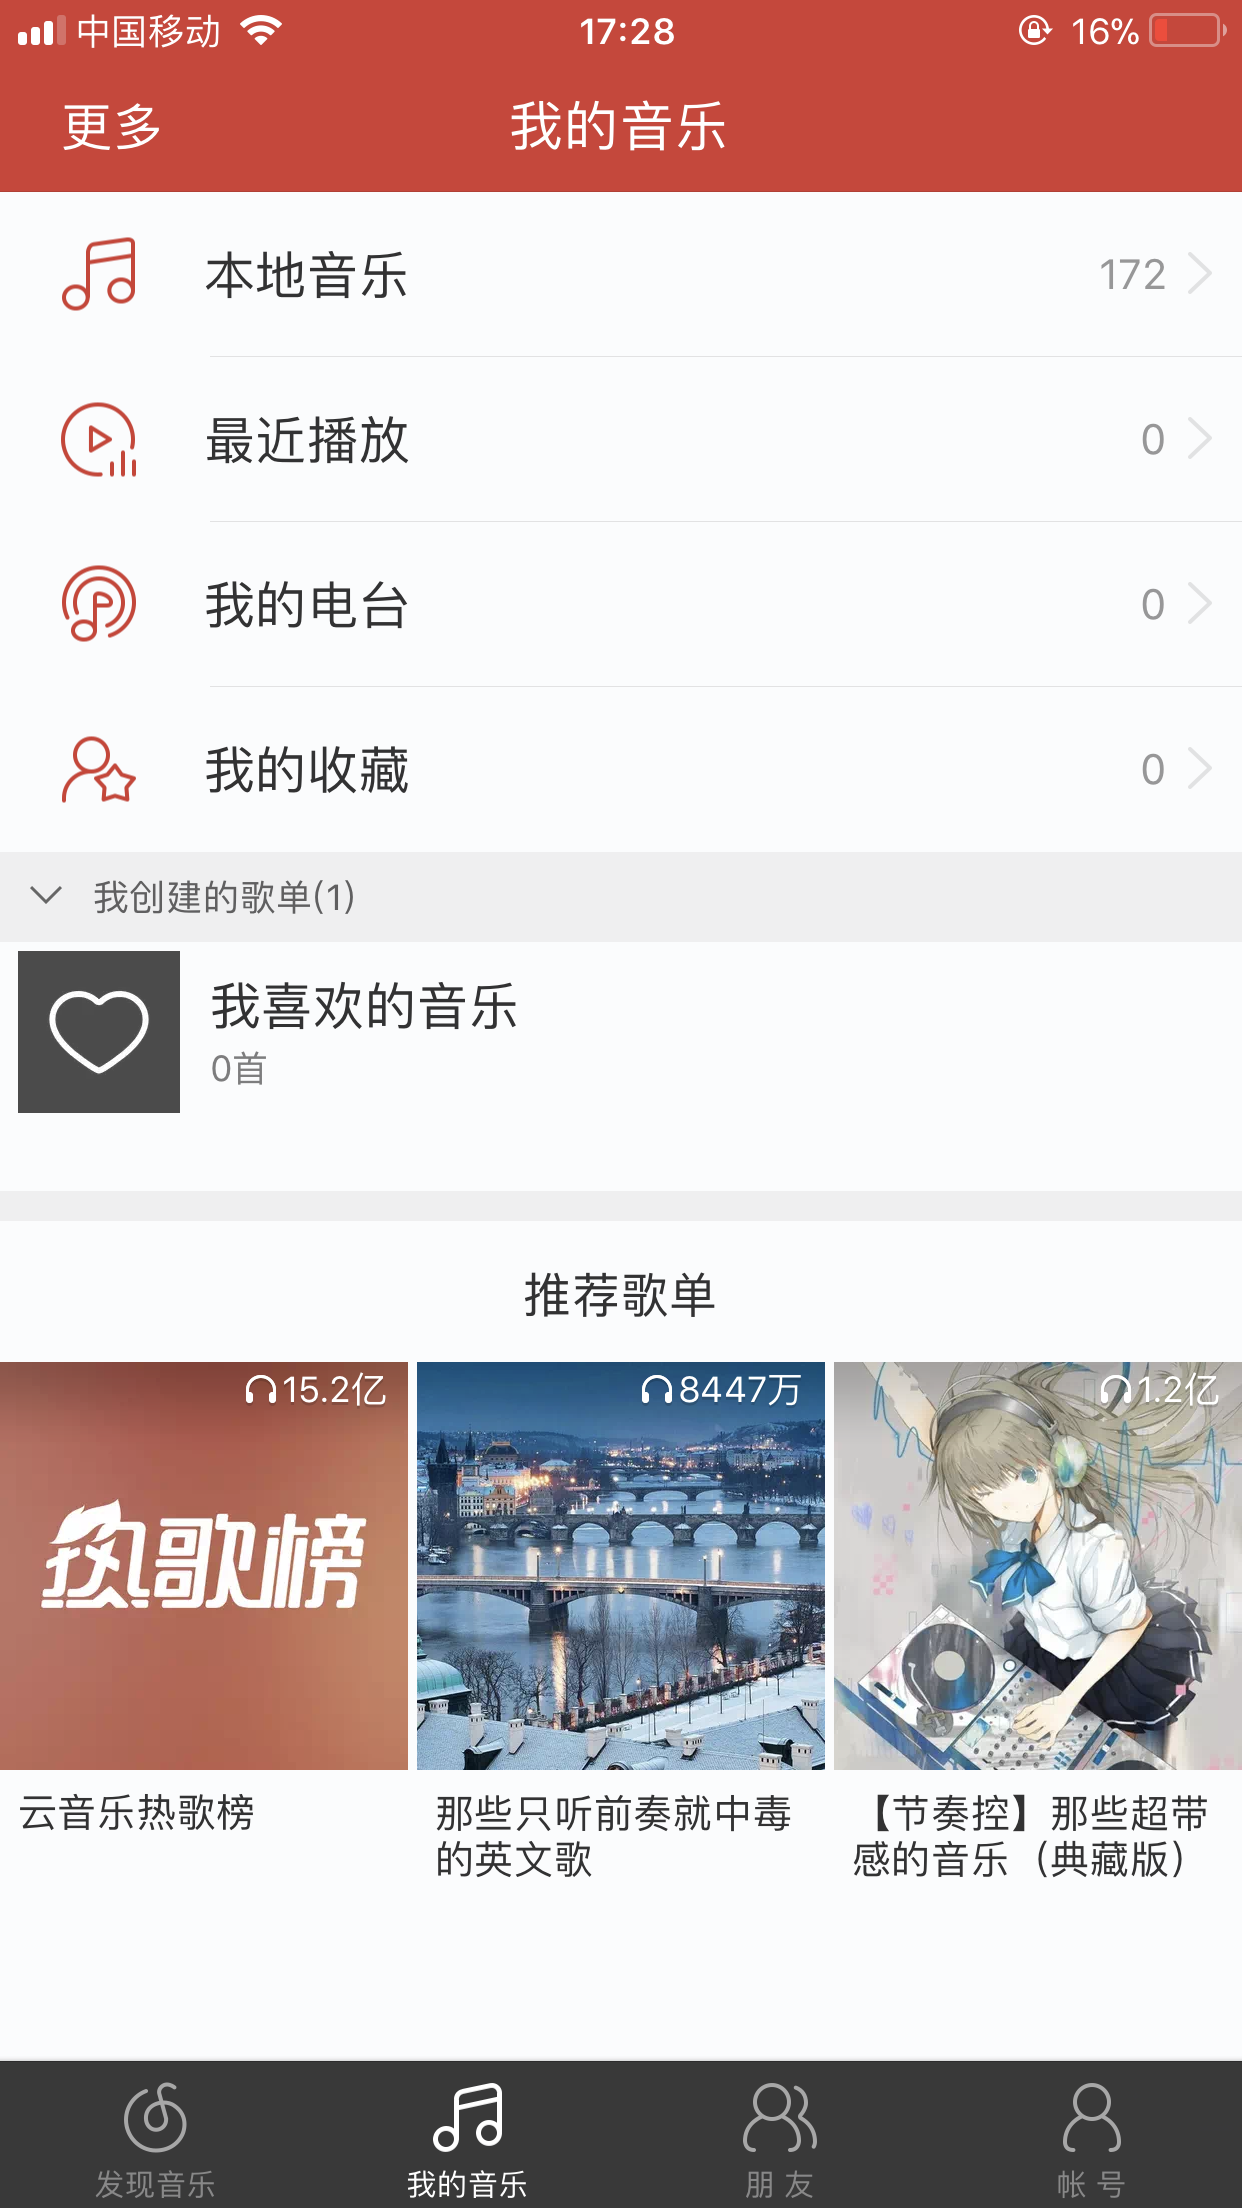 中国移动
17:28
16%
更多
我的音乐
本地音乐
172
最近播放
0
我的电台
0
我的收藏
0
我创建的歌单(1)
我喜欢的音乐
0首
推荐歌单
15.2亿
8447万
1.2亿
热歌榜
云音乐热歌榜
那些只听前奏就中毒
的英文歌
【节奏控】那些超带
感的音乐（典藏版）
发现音乐
我的音乐
朋 友
帐 号